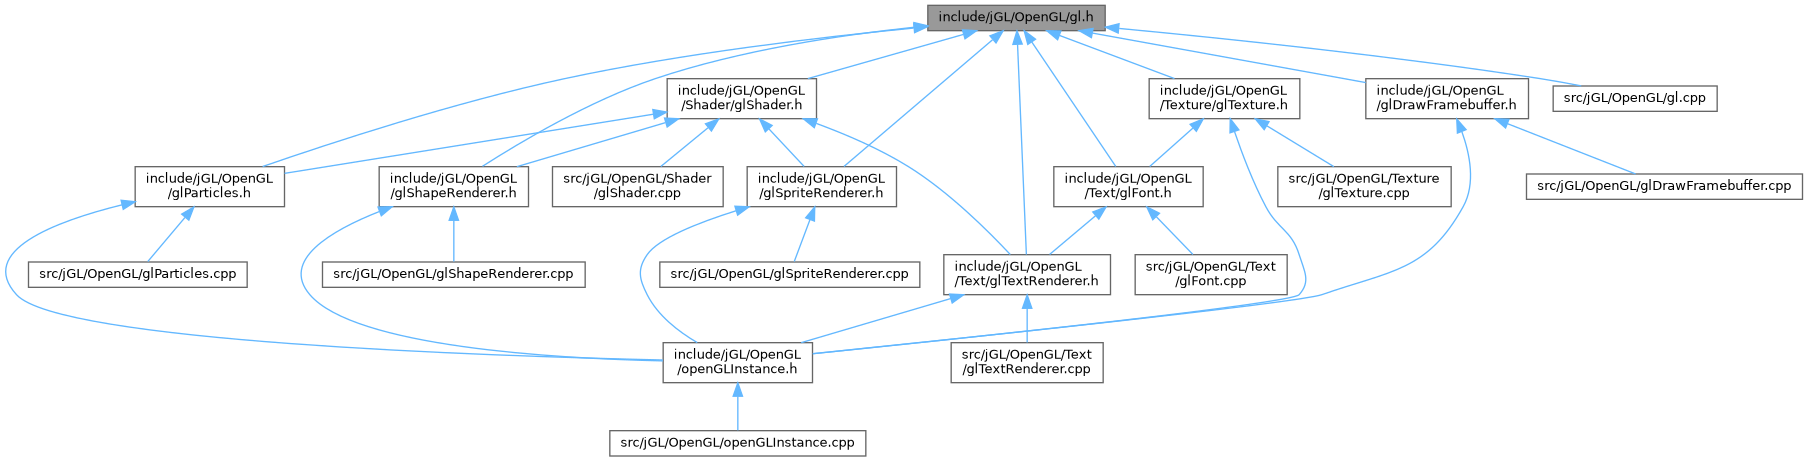 include/jGL/OpenGL/gl.h
include/jGL/OpenGL
/Shader/glShader.h
include/jGL/OpenGL
/Texture/glTexture.h
include/jGL/OpenGL
/glDrawFramebuffer.h
src/jGL/OpenGL/gl.cpp
include/jGL/OpenGL
/glParticles.h
include/jGL/OpenGL
/glShapeRenderer.h
src/jGL/OpenGL/Shader
/glShader.cpp
include/jGL/OpenGL
/glSpriteRenderer.h
include/jGL/OpenGL
/Text/glFont.h
src/jGL/OpenGL/Texture
/glTexture.cpp
src/jGL/OpenGL/glDrawFramebuffer.cpp
src/jGL/OpenGL/glParticles.cpp
src/jGL/OpenGL/glShapeRenderer.cpp
src/jGL/OpenGL/glSpriteRenderer.cpp
include/jGL/OpenGL
/Text/glTextRenderer.h
src/jGL/OpenGL/Text
/glFont.cpp
include/jGL/OpenGL
/openGLInstance.h
src/jGL/OpenGL/Text
/glTextRenderer.cpp
src/jGL/OpenGL/openGLInstance.cpp